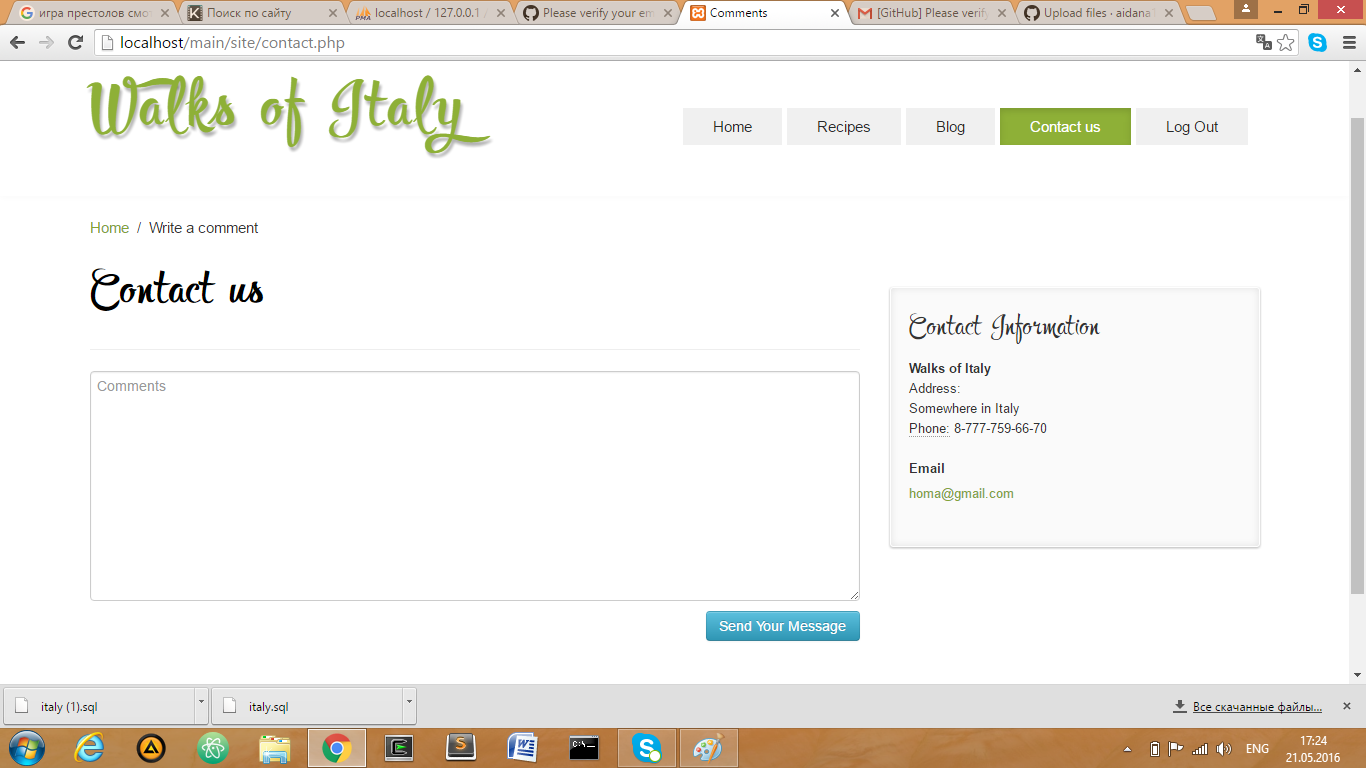 игра престолов смо
Поиск по сайту
localhost / 127.0.0.1 /
Please verify your em
Comments
[GitHub] Please verify
Upload files · aidana
localhost/main/site/contact.php
Walks of Italy
Home
Recipes
Blog
Contact us
Log Out
Home / Write a comment
Contact us
Comments
Send Your Message
Contact Information
Walks of Italy
Address:
Somewhere in Italy
Phone: 8-777-759-66-70
Email
homa@gmail.com
italy (1).sql
italy.sql
Все скачанные файлы...
ENG
17:24
21.05.2016